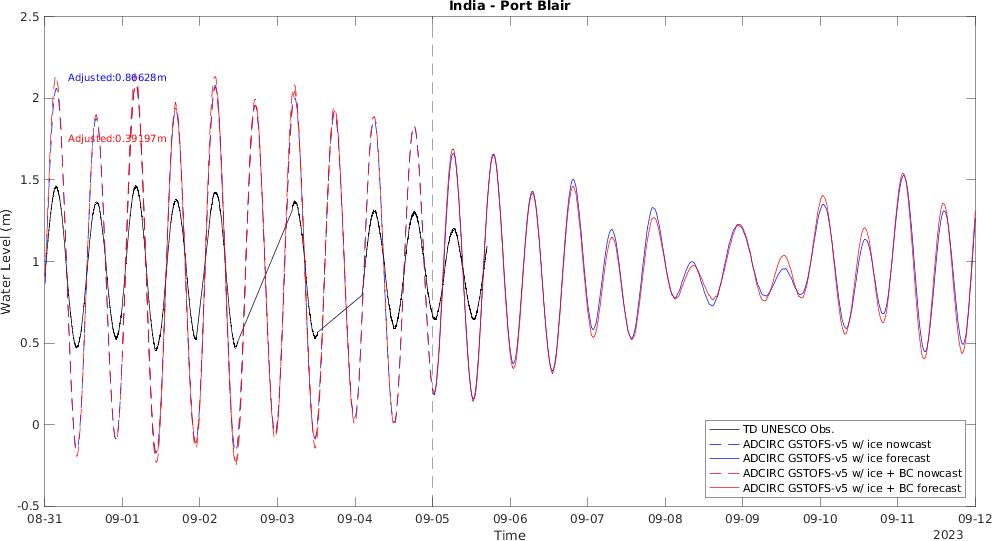 India - Port Blair
2.5
2
1.5
1
0.5
0
-0.5
Water Level (m)
Adjusted:0.86628m
Adjusted:0.39197m
TD UNESCO Obs.
ADCIRC GSTOFS-v5 w/ ice nowcast
ADCIRC GSTOFS-v5 w/ ice forecast
ADCIRC GSTOFS-v5 w/ ice + BC nowcast
ADCIRC GSTOFS-v5 w/ ice + BC forecast
08-31 09-01 09-02 09-03 09-04 09-05 09-06 09-07 09-08 09-09 09-10 09-11 09-12
Time
2023